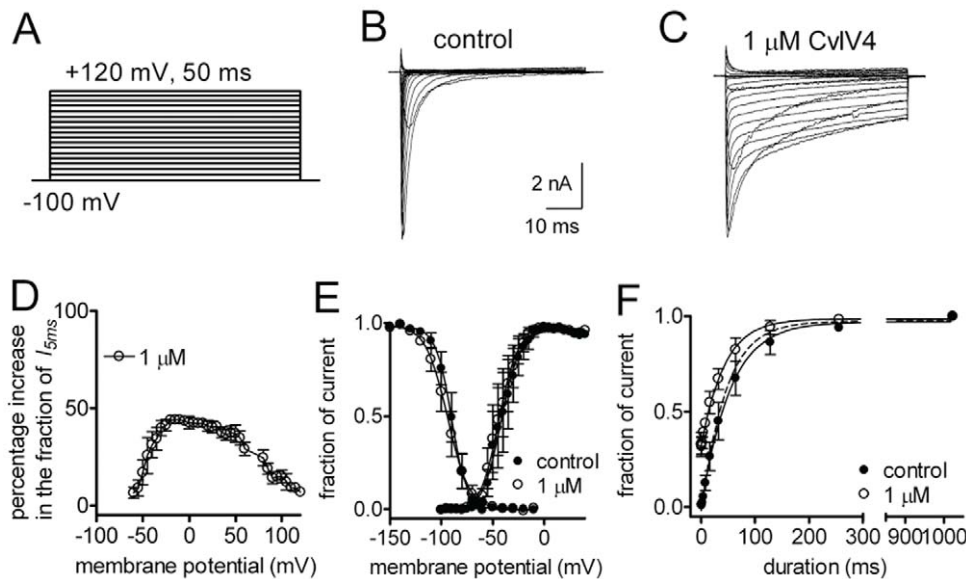 A
+120 mV, 50 ms
-100 mV
B
control
2 nA
10 ms
C
1 µM CvIV4
D
percentage increase
in the fraction of I5ms
100
50
0
1 µM
-100 -50 0 50 100
membrane potential (mV)
E
fraction of current
1.0
0.5
0.0
control
1 µM
-150 -100 -50 0
membrane potential (mV)
F
fraction of current
1.0
0.5
0.0
control
1 µM
0 100 200 300 900 1000
duration (ms)